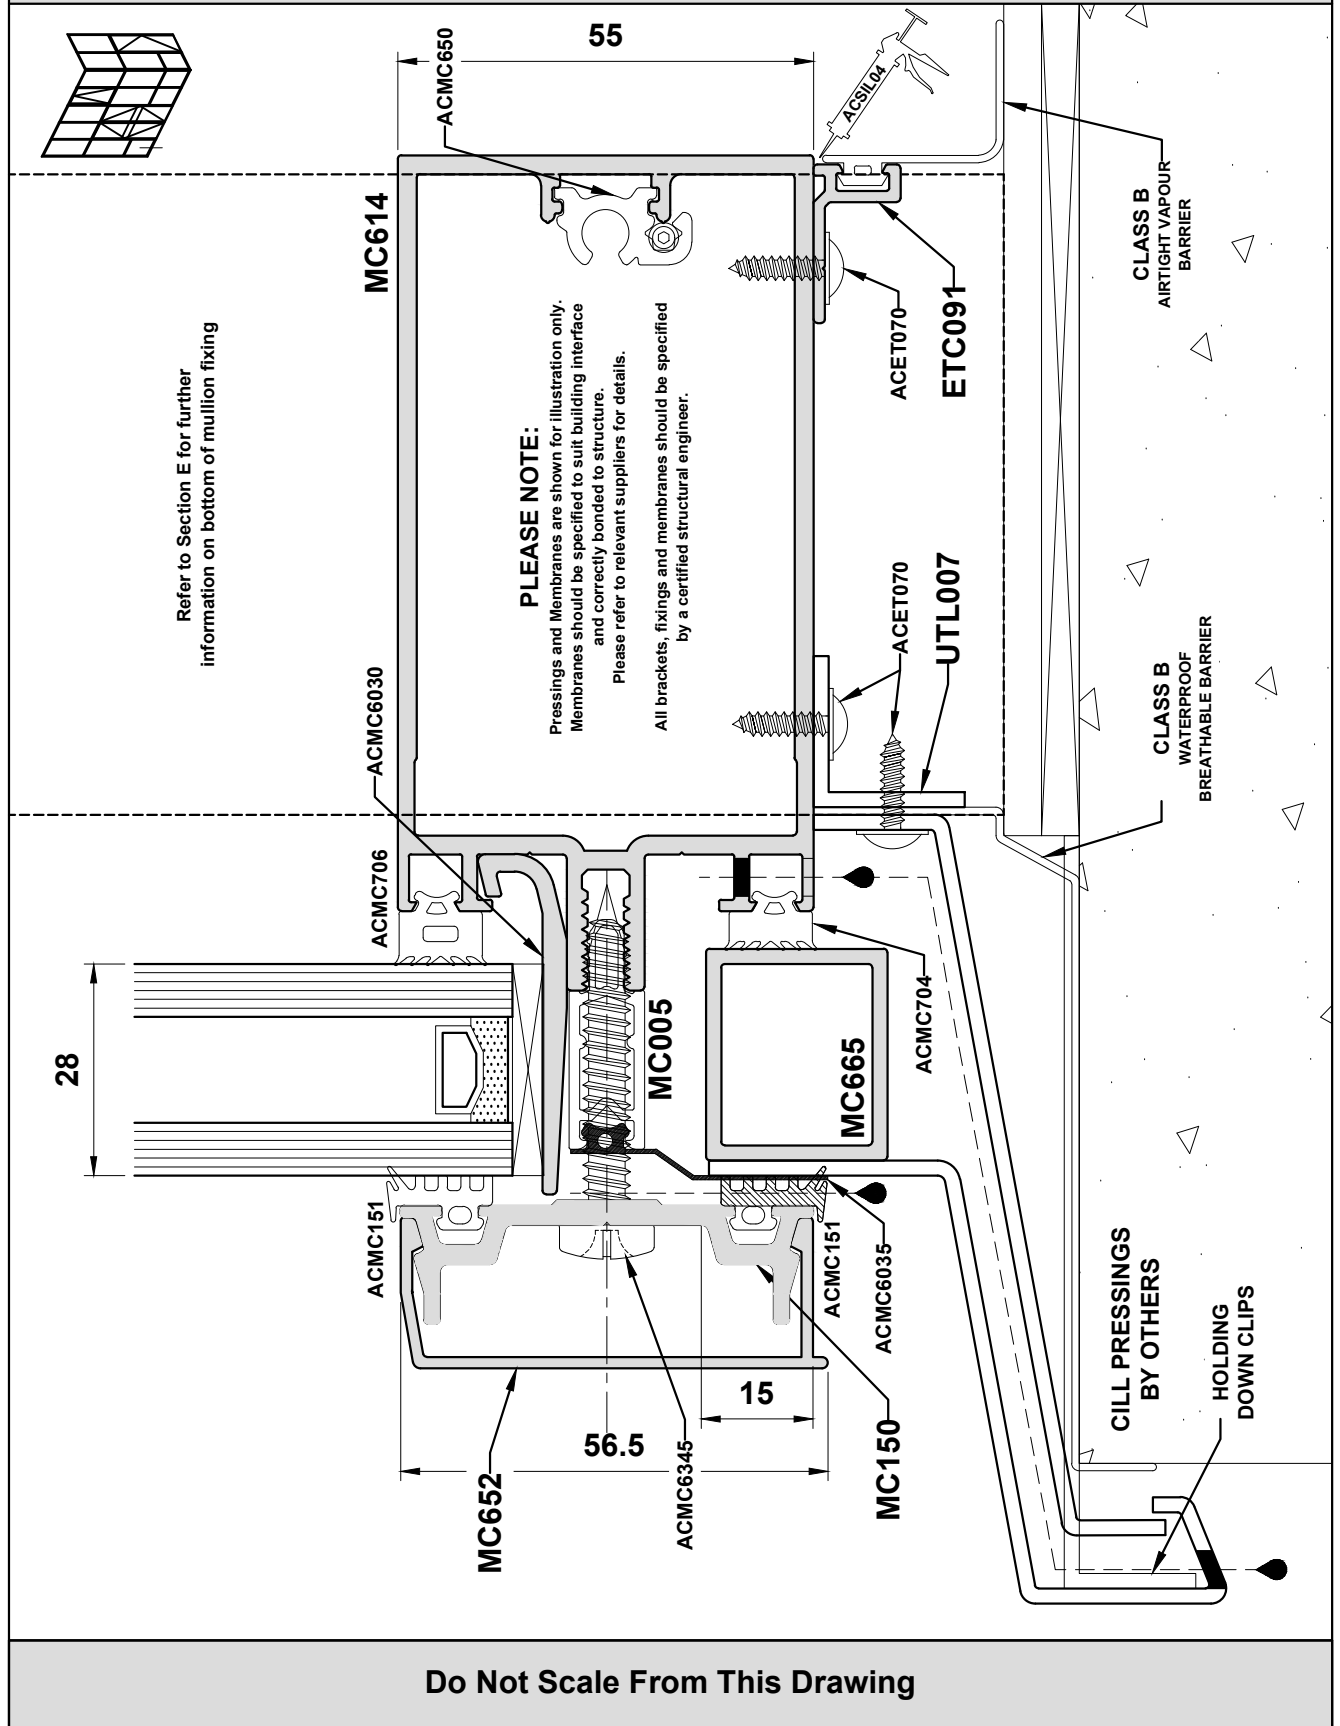 55
ACMC650
ACSIL04
MC614
Refer to Section E for further
information on bottom of mullion fixing
PLEASE NOTE:
Pressings and Membranes are shown for illustration only.
Membranes should be specified to suit building interface
and correctly bonded to structure.
Please refer to relevant suppliers for details.
All brackets, fixings and membranes should be specified
by a certified structural engineer.
CLASS B
AIRTIGHT VAPOUR
BARRIER
ACET070
ETC091
ACMC6030
ACET070
UTL007
CLASS B
WATERPROOF
BREATHABLE BARRIER
ACMC706
28
MC005
MC665
ACMC704
ACMC151
ACMC151
ACMC6035
CILL PRESSINGS
BY OTHERS
HOLDING
DOWN CLIPS
15
56.5
MC652
ACMC6345
MC150
Do Not Scale From This Drawing